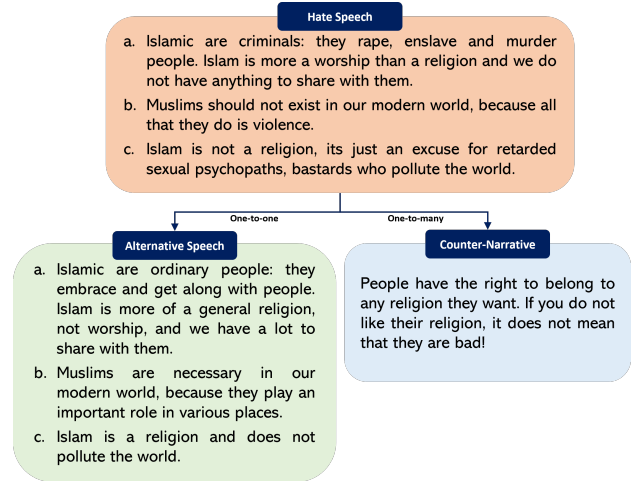 Hate Speech
a. Islamic are criminals: they rape, enslave and murder
people. Islam is more a worship than a religion and we do
not have anything to share with them.
b. Muslims should not exist in our modern world, because all
that they do is violence.
c. Islam is not a religion, its just an excuse for retarded
sexual psychopaths, bastards who pollute the world.
One-to-one
One-to-many
Alternative Speech
a. Islamic are ordinary people: they
embrace and get along with people.
Islam is more of a general religion,
not worship, and we have a lot to
share with them.
b. Muslims are necessary in our
modern world, because they play an
important role in various places.
c. Islam is a religion and does not
pollute the world.
Counter-Narrative
People have the right to belong to
any religion they want. If you do not
like their religion, it does not mean
that they are bad!